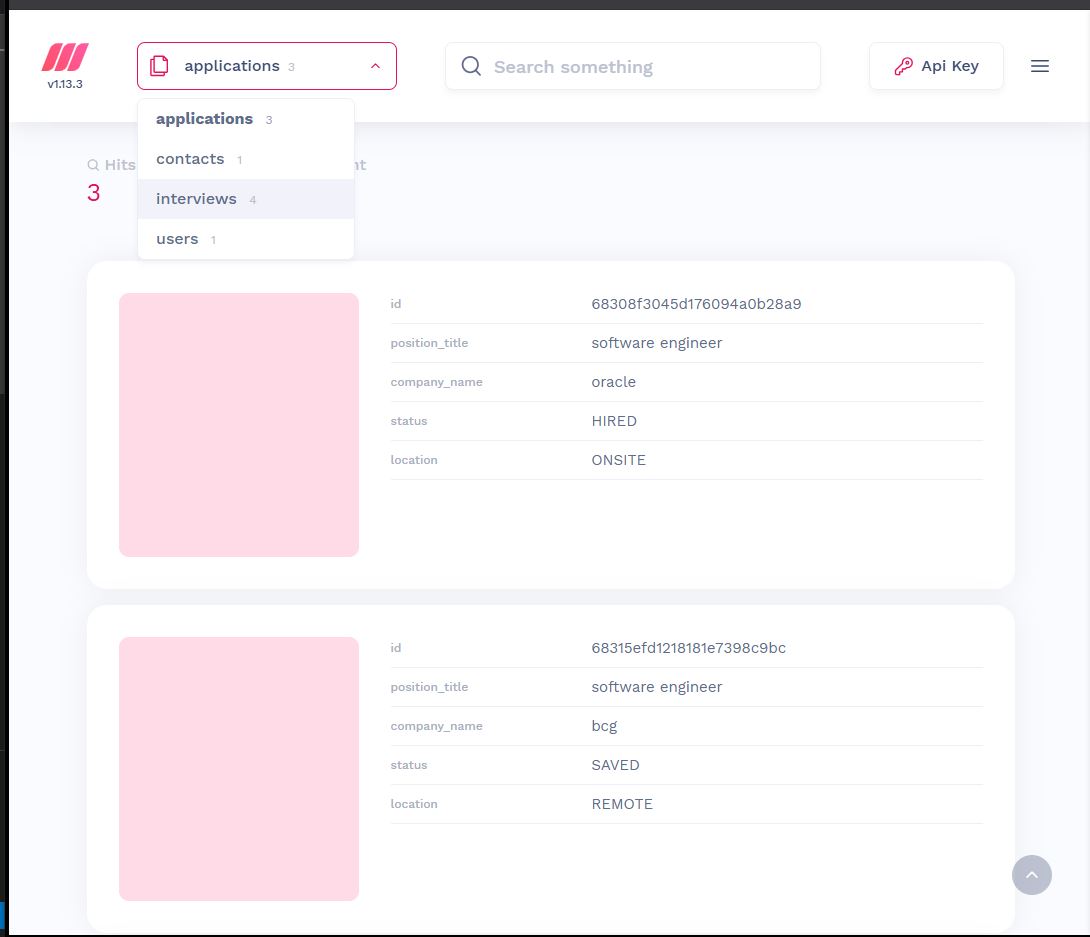 applications 3
Search something
Api Key
v1.13.3
applications 3
contacts 1
interviews 4
users 1
Hits
3
id 68308f3045d176094a0b28a9
position_title software engineer
company_name oracle
status HIRED
location ONSITE
id 68315efd1218181e7398c9bc
position_title software engineer
company_name bcg
status SAVED
location REMOTE